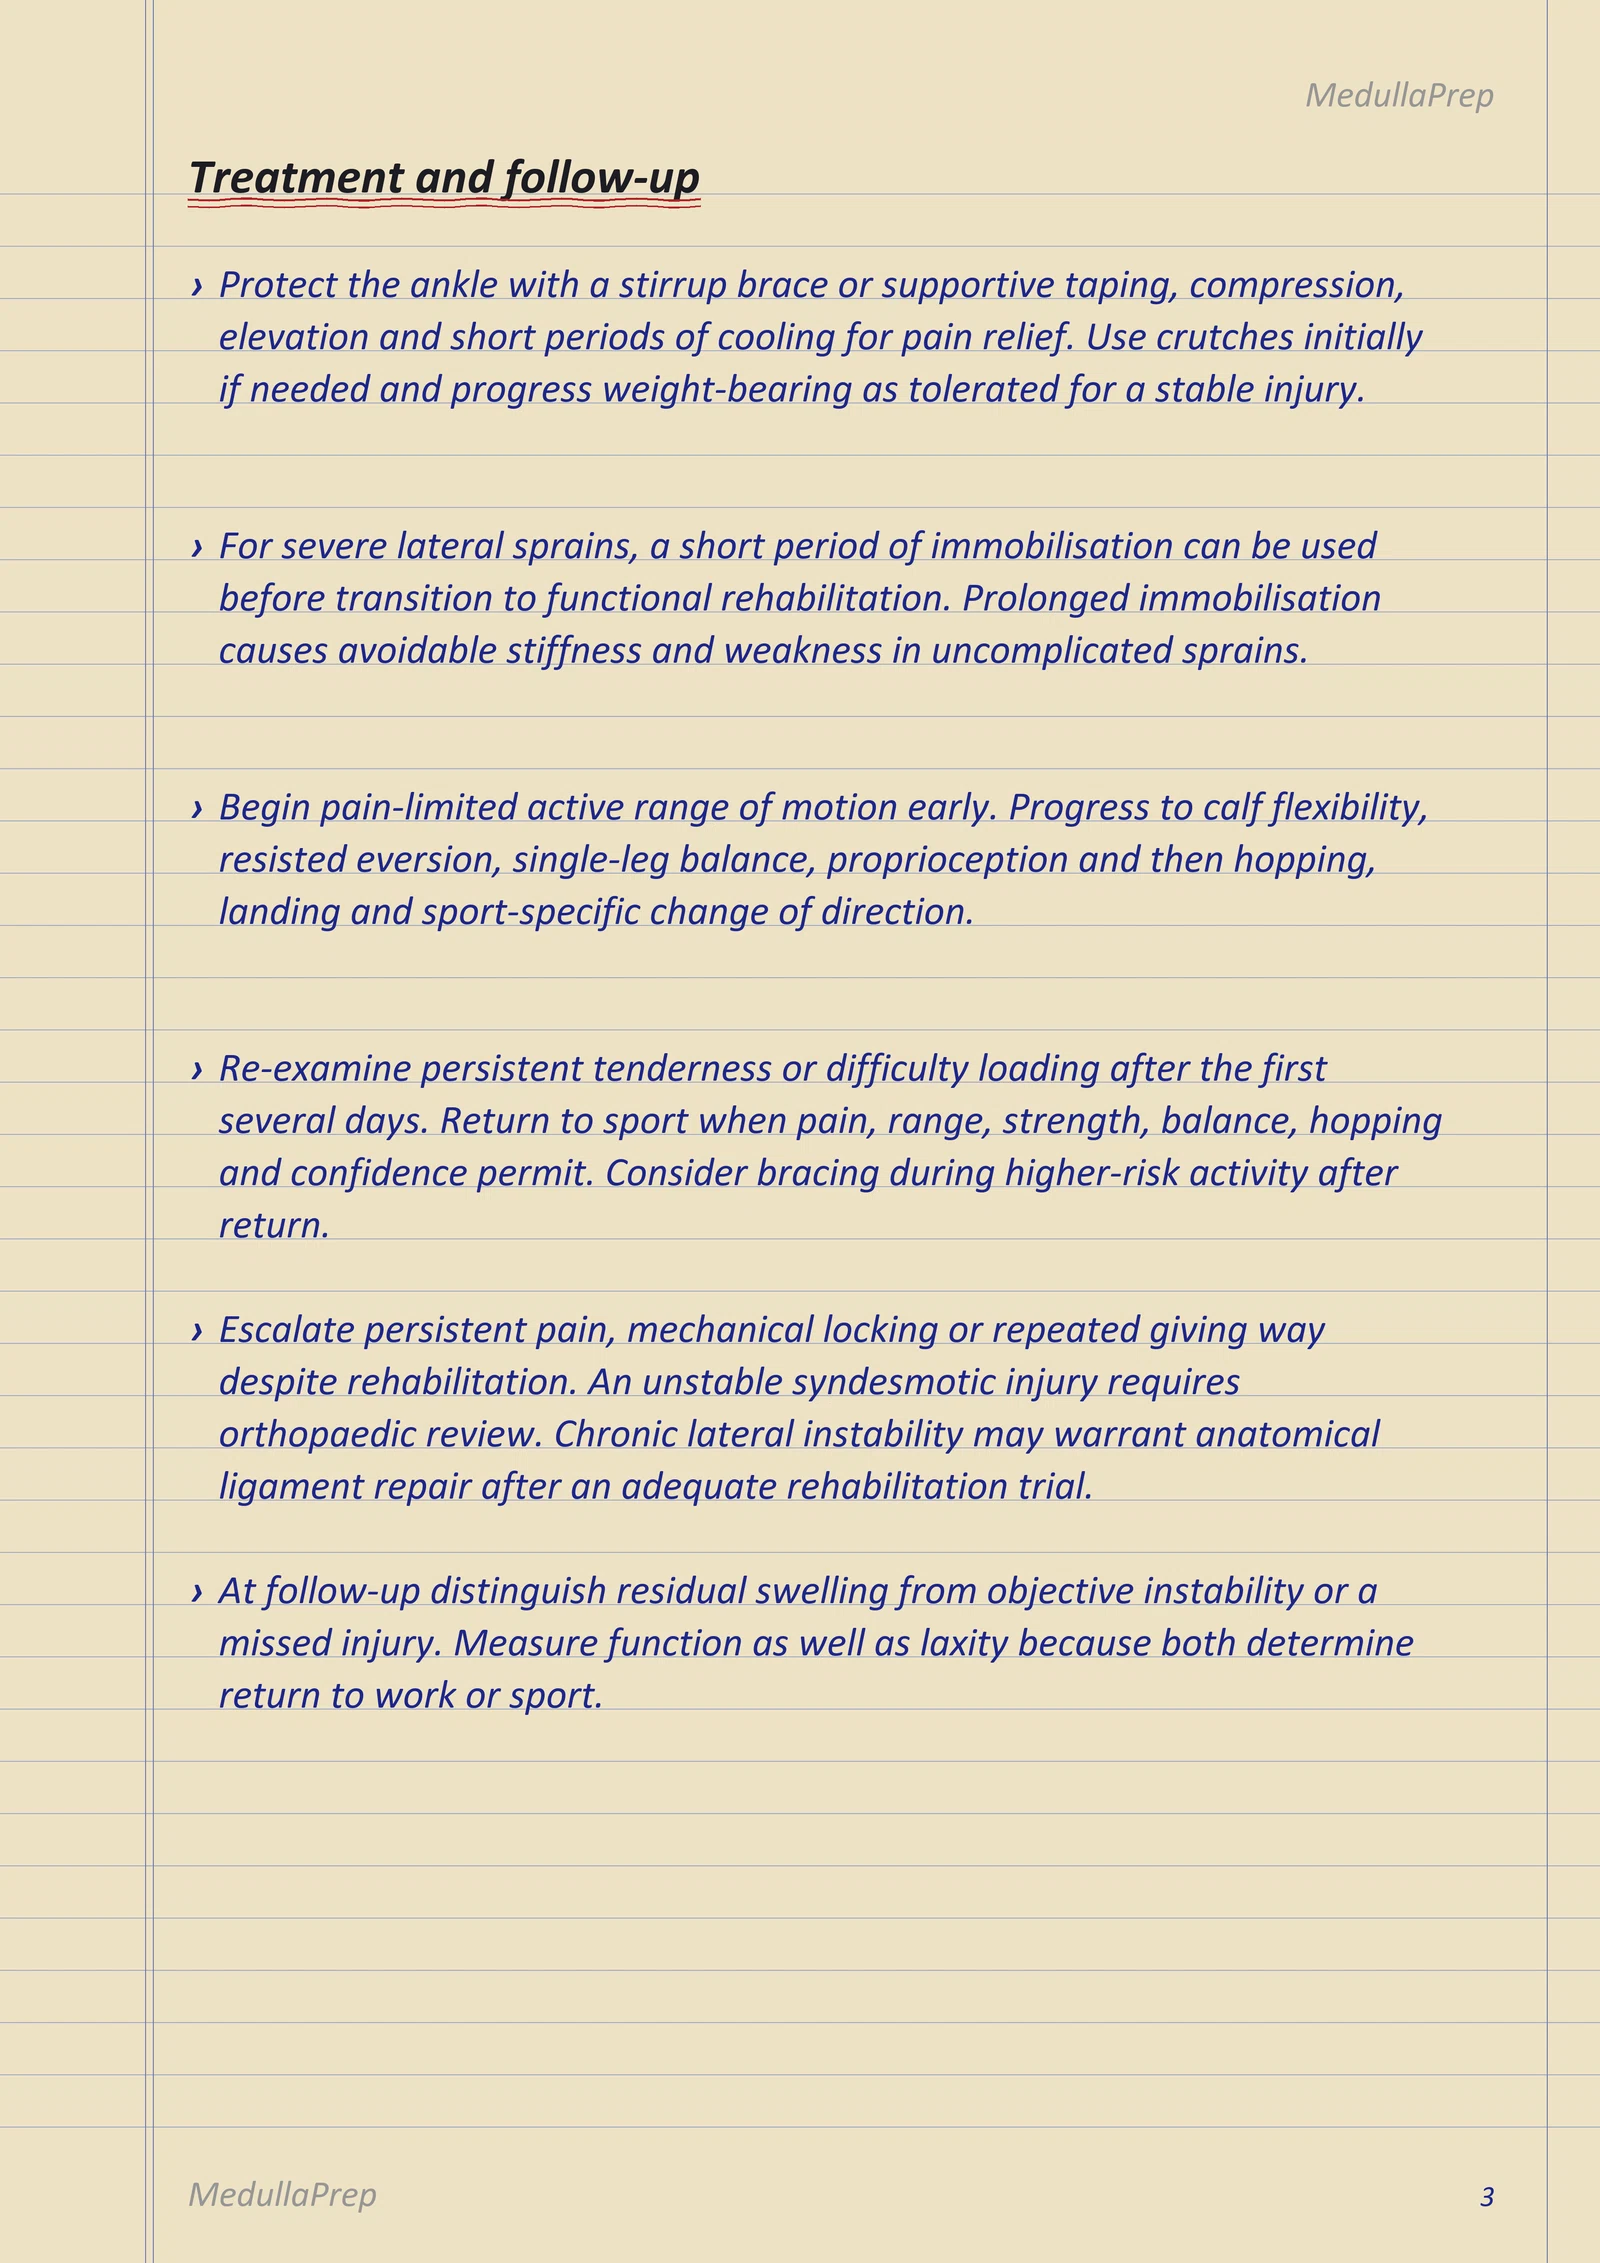 MedullaPrep
Treatment and follow-up
› Protect the ankle with a stirrup brace or supportive taping, compression,
elevation and short periods of cooling for pain relief. Use crutches initially
if needed and progress weight-bearing as tolerated for a stable injury.
› For severe lateral sprains, a short period of immobilisation can be used
before transition to functional rehabilitation. Prolonged immobilisation
causes avoidable stiffness and weakness in uncomplicated sprains.
› Begin pain-limited active range of motion early. Progress to calf flexibility,
resisted eversion, single-leg balance, proprioception and then hopping,
landing and sport-specific change of direction.
› Re-examine persistent tenderness or difficulty loading after the first
several days. Return to sport when pain, range, strength, balance, hopping
and confidence permit. Consider bracing during higher-risk activity after
return.
› Escalate persistent pain, mechanical locking or repeated giving way
despite rehabilitation. An unstable syndesmotic injury requires
orthopaedic review. Chronic lateral instability may warrant anatomical
ligament repair after an adequate rehabilitation trial.
› At follow-up distinguish residual swelling from objective instability or a
missed injury. Measure function as well as laxity because both determine
return to work or sport.
MedullaPrep
3